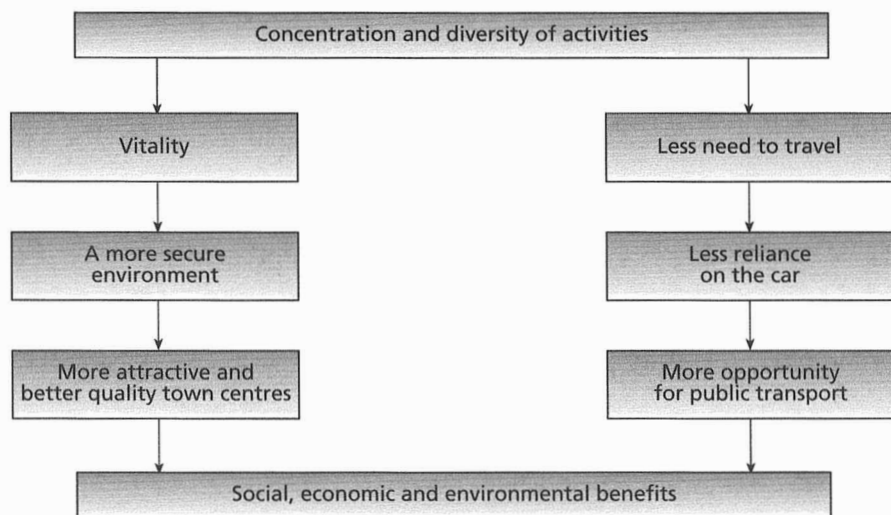 Concentration and diversity of activities
Vitality
Less need to travel
A more secure
environment
Less reliance
on the car
More attractive and
better quality town centres
More opportunity
for public transport
Social, economic and environmental benefits